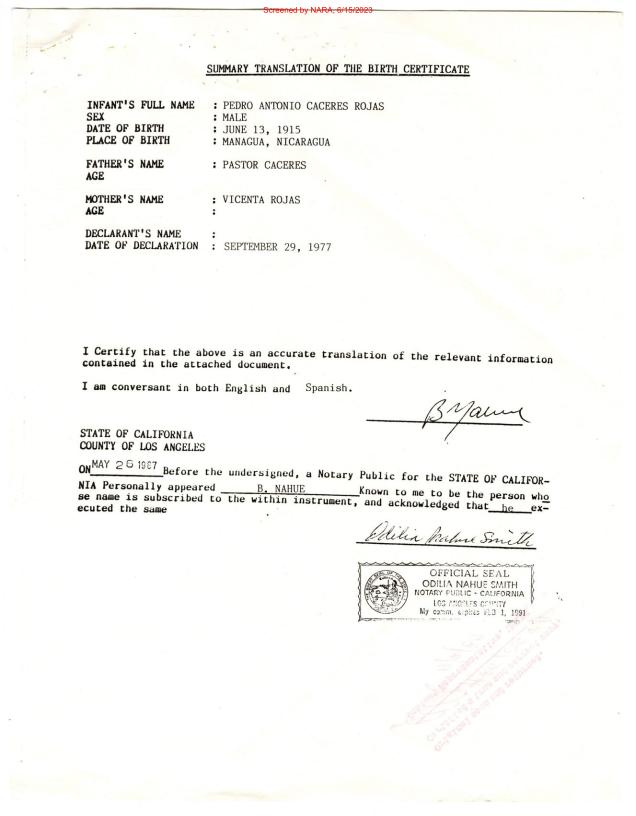 Screened by NARA, 6/15/2023
SUMMARY TRANSLATION OF THE BIRTH CERTIFICATE
INFANT'S FULL NAME : PEDRO ANTONIO CACERES ROJAS
SEX : MALE
DATE OF BIRTH : JUNE 13, 1915
PLACE OF BIRTH : MANAGUA, NICARAGUA
FATHER'S NAME : PASTOR CACERES
AGE
MOTHER'S NAME : VICENTA ROJAS
AGE :
DECLARANT'S NAME :
DATE OF DECLARATION : SEPTEMBER 29, 1977
I Certify that the above is an accurate translation of the relevant information
contained in the attached document.
I am conversant in both English and Spanish.
B Nahue
STATE OF CALIFORNIA
COUNTY OF LOS ANGELES
ON MAY 26 1987 Before the undersigned, a Notary Public for the STATE OF CALIFOR-
NIA Personally appeared B. NAHUE Known to me to be the person who
se name is subscribed to the within instrument, and acknowledged that he ex-
ecuted the same
Odilia Nahue Smith
OFFICIAL SEAL
ODILIA NAHUE SMITH
NOTARY PUBLIC - CALIFORNIA
LOS ANGELES COUNTY
My comm. expires FEB 1, 1991